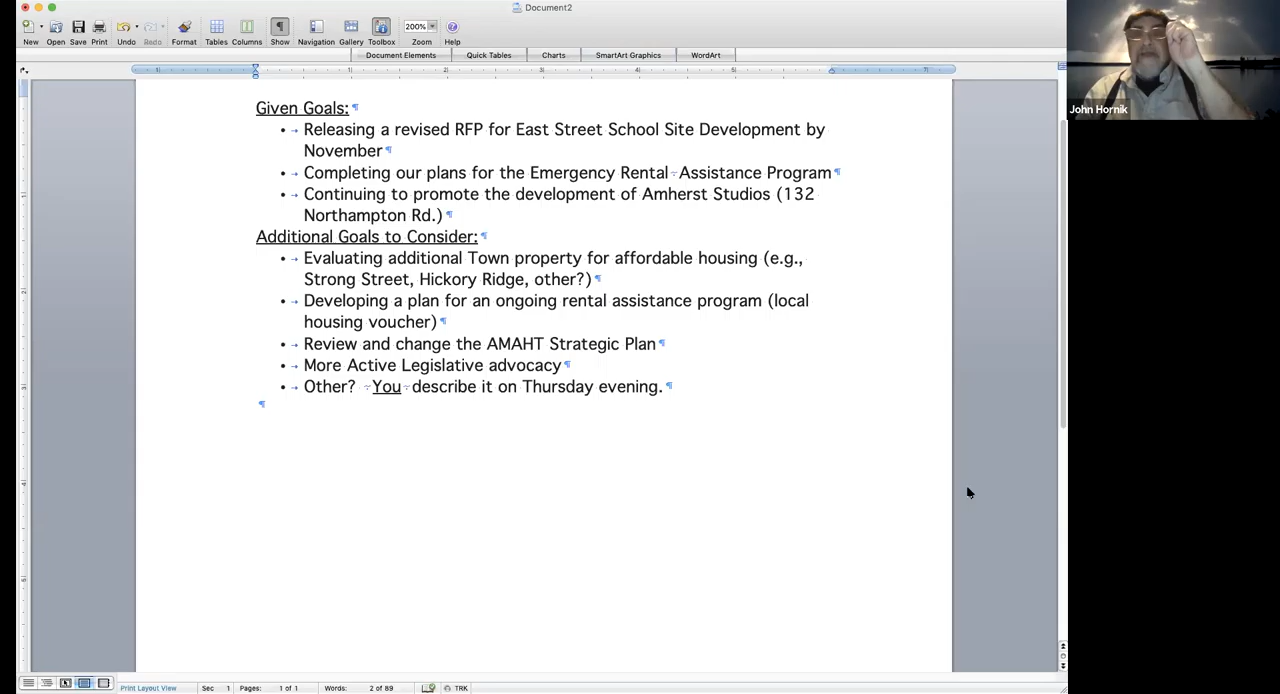 Document2
New Open Save Print Undo Redo Format Tables Columns Show Navigation Gallery Toolbox 200% Zoom Help
Document Elements Quick Tables Charts SmartArt Graphics WordArt
Given Goals:
• Releasing a revised RFP for East Street School Site Development by
November
• Completing our plans for the Emergency Rental Assistance Program
• Continuing to promote the development of Amherst Studios (132
Northampton Rd.)
Additional Goals to Consider:
• Evaluating additional Town property for affordable housing (e.g.,
Strong Street, Hickory Ridge, other?)
• Developing a plan for an ongoing rental assistance program (local
housing voucher)
• Review and change the AMAHT Strategic Plan
• More Active Legislative advocacy
• Other? You describe it on Thursday evening.
Print Layout View Sec 1 Pages: 1 of 1 Words: 2 of 89 TRK
John Hornik